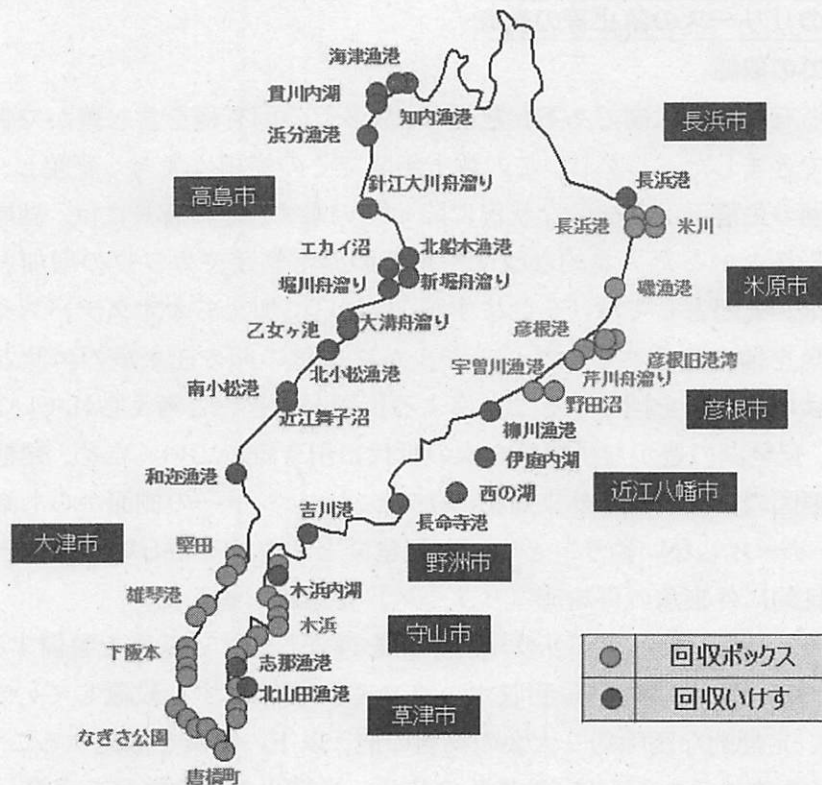 海津漁港
貫川内湖
知内漁港
長浜市
浜分漁港
針江大川舟溜り
長浜港
高島市
長浜港
米川
エカイ沼
北船木漁港
堀川舟溜り
新堀舟溜り
磯漁港
米原市
大溝舟溜り
乙女ヶ池
彦根港
北小松漁港
宇曽川漁港
彦根旧港湾
芹川舟溜り
南小松港
野田沼
彦根市
近江舞子沼
柳川漁港
伊庭内湖
和迩漁港
西の湖
近江八幡市
吉川港
長命寺港
大津市
堅田
野洲市
木浜内湖
雄琴港
木浜
守山市
下阪本
志那漁港
回収ボックス
北山田漁港
回収いけす
草津市
なぎさ公園
唐橋町